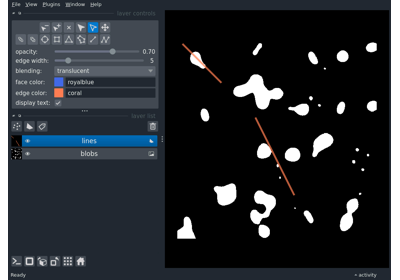 File View Plugins Window Help
layer controls
opacity: 0.70
edge width: 5
blending: translucent
face color: royalblue
edge color: coral
display text:
layer list
lines
blobs
Ready
activity